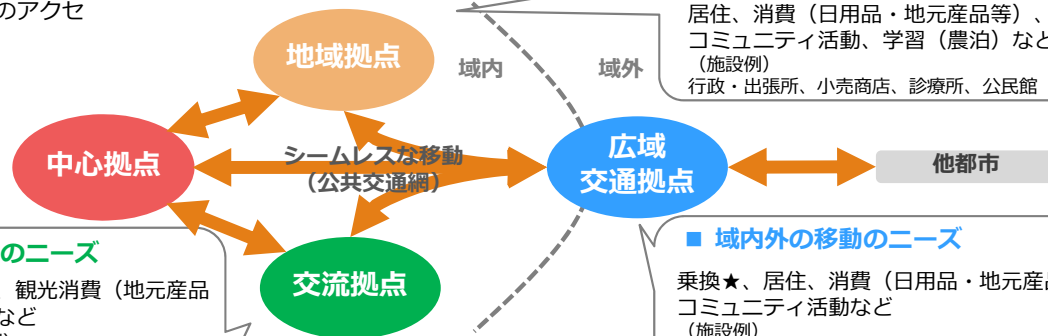 のアクセ
居住、消費（日用品・地元産品等）、
コミュニティ活動、学習（農泊）など
（施設例）
行政・出張所、小売商店、診療所、公民館
地域拠点
域内
域外
中心拠点
シームレスな移動
（公共交通網）
広域
交通拠点
他都市
のニーズ
、観光消費（地元産品
など
交流拠点
■ 域内外の移動のニーズ
乗換★、居住、消費（日用品・地元産品
コミュニティ活動など
（施設例）